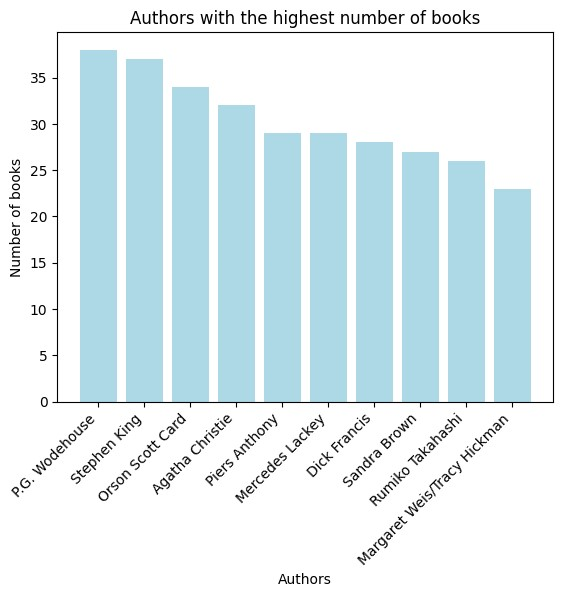 Authors with the highest number of books
Number of books
35
30
25
20
15
10
5
0
P.G. Wodehouse
Stephen King
Orson Scott Card
Agatha Christie
Piers Anthony
Mercedes Lackey
Dick Francis
Sandra Brown
Rumiko Takahashi
Margaret Weis/Tracy Hickman
Authors